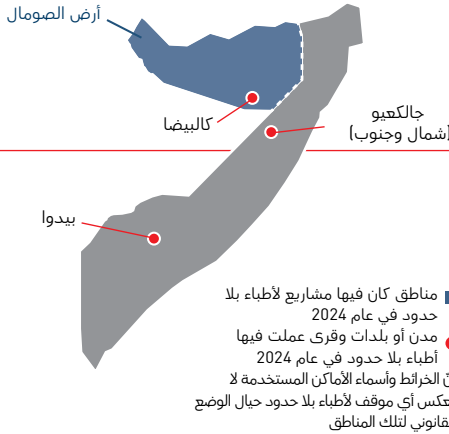 أرض الصومال
كالبيضا
جالكعيو
(شمال وجنوب)
بيدوا
مناطق كان فيها مشاريع لأطباء بلا
حدود في عام 2024
مدن أو بلدات وقرى عملت فيها
أطباء بلا حدود في عام 2024
الخرائط وأسماء الأماكن المستخدمة لا
أي موقف لأطباء بلا حدود حيال الوضع
لتلك المناطق